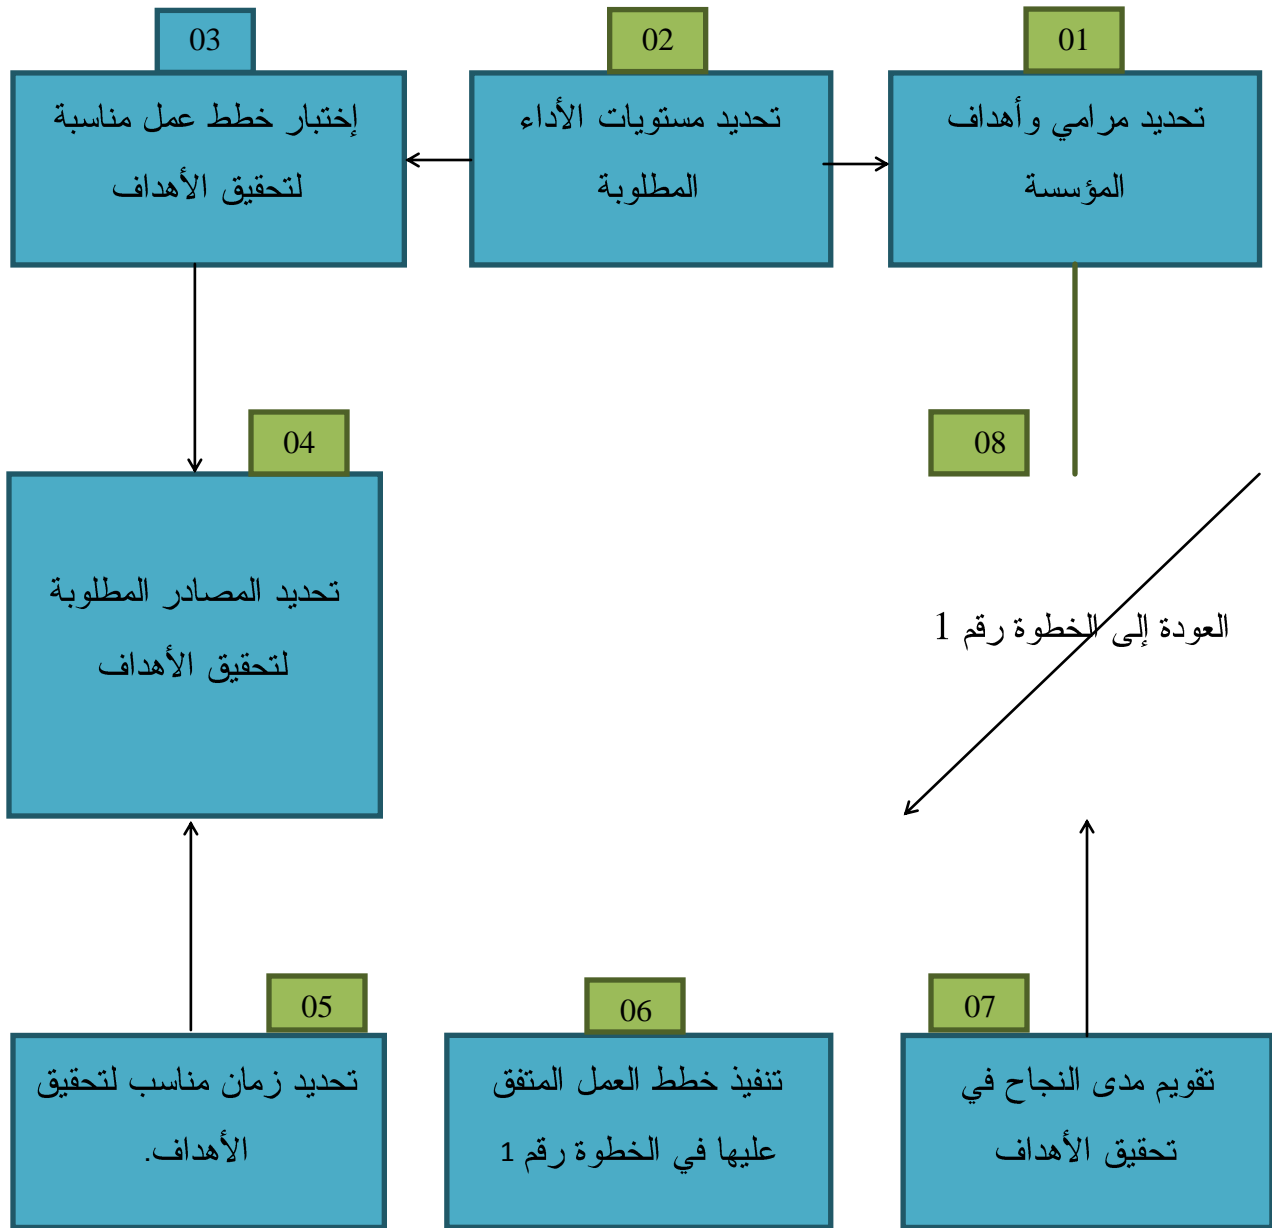 01
تحديد مرامي وأهداف
المؤسسة
02
تحديد مستويات الأداء
المطلوبة
03
إختبار خطط عمل مناسبة
لتحقيق الأهداف
04
تحديد المصادر المطلوبة
لتحقيق الأهداف
05
تحديد زمان مناسب لتحقيق
الأهداف.
06
تنفيذ خطط العمل المتفق
عليها في الخطوة رقم 1
07
تقويم مدى النجاح في
تحقيق الأهداف
08
العودة إلى الخطوة رقم 1